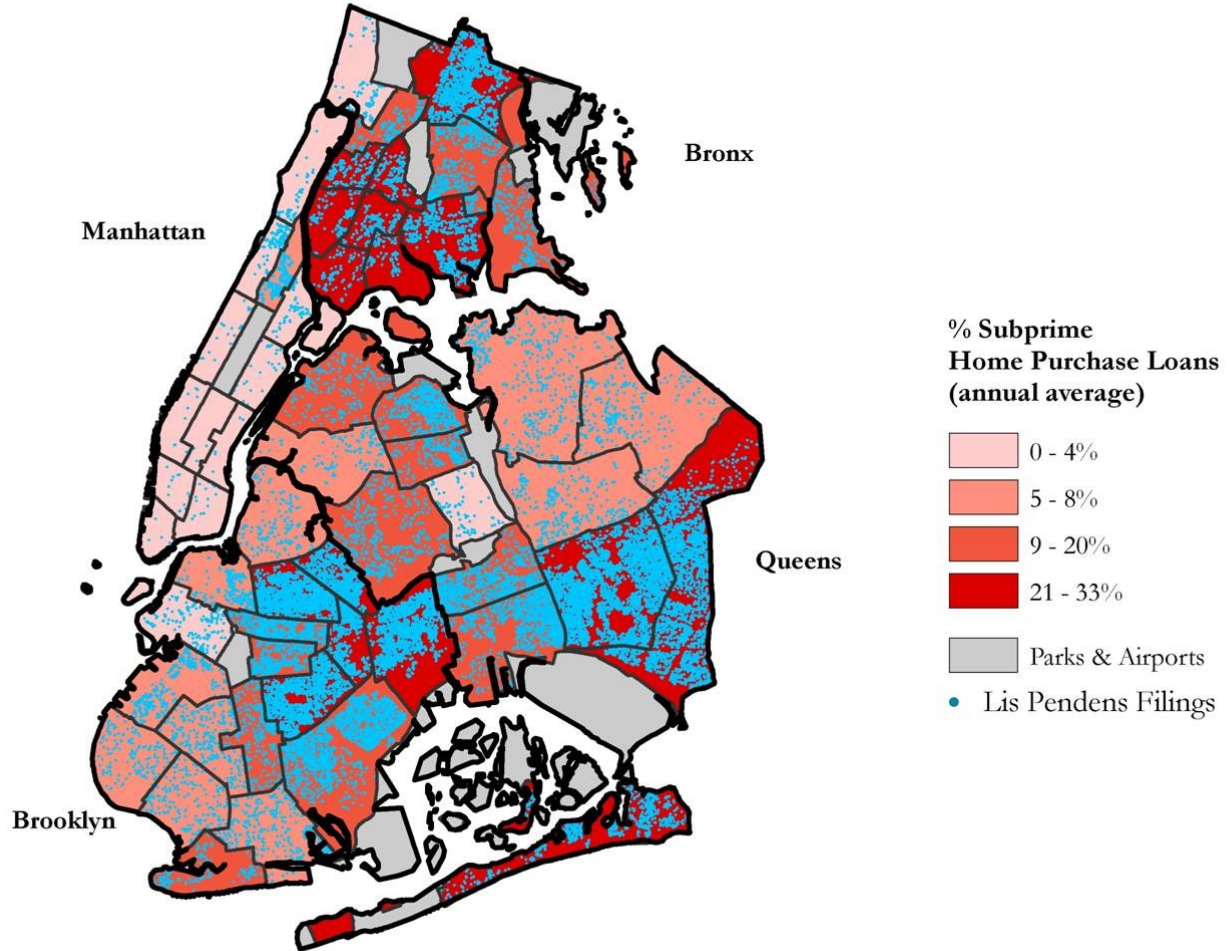 Bronx
Manhattan
Queens
Brooklyn
% Subprime
Home Purchase Loans
(annual average)
0 - 4%
5 - 8%
9 - 20%
21 - 33%
Parks & Airports
Lis Pendens Filings